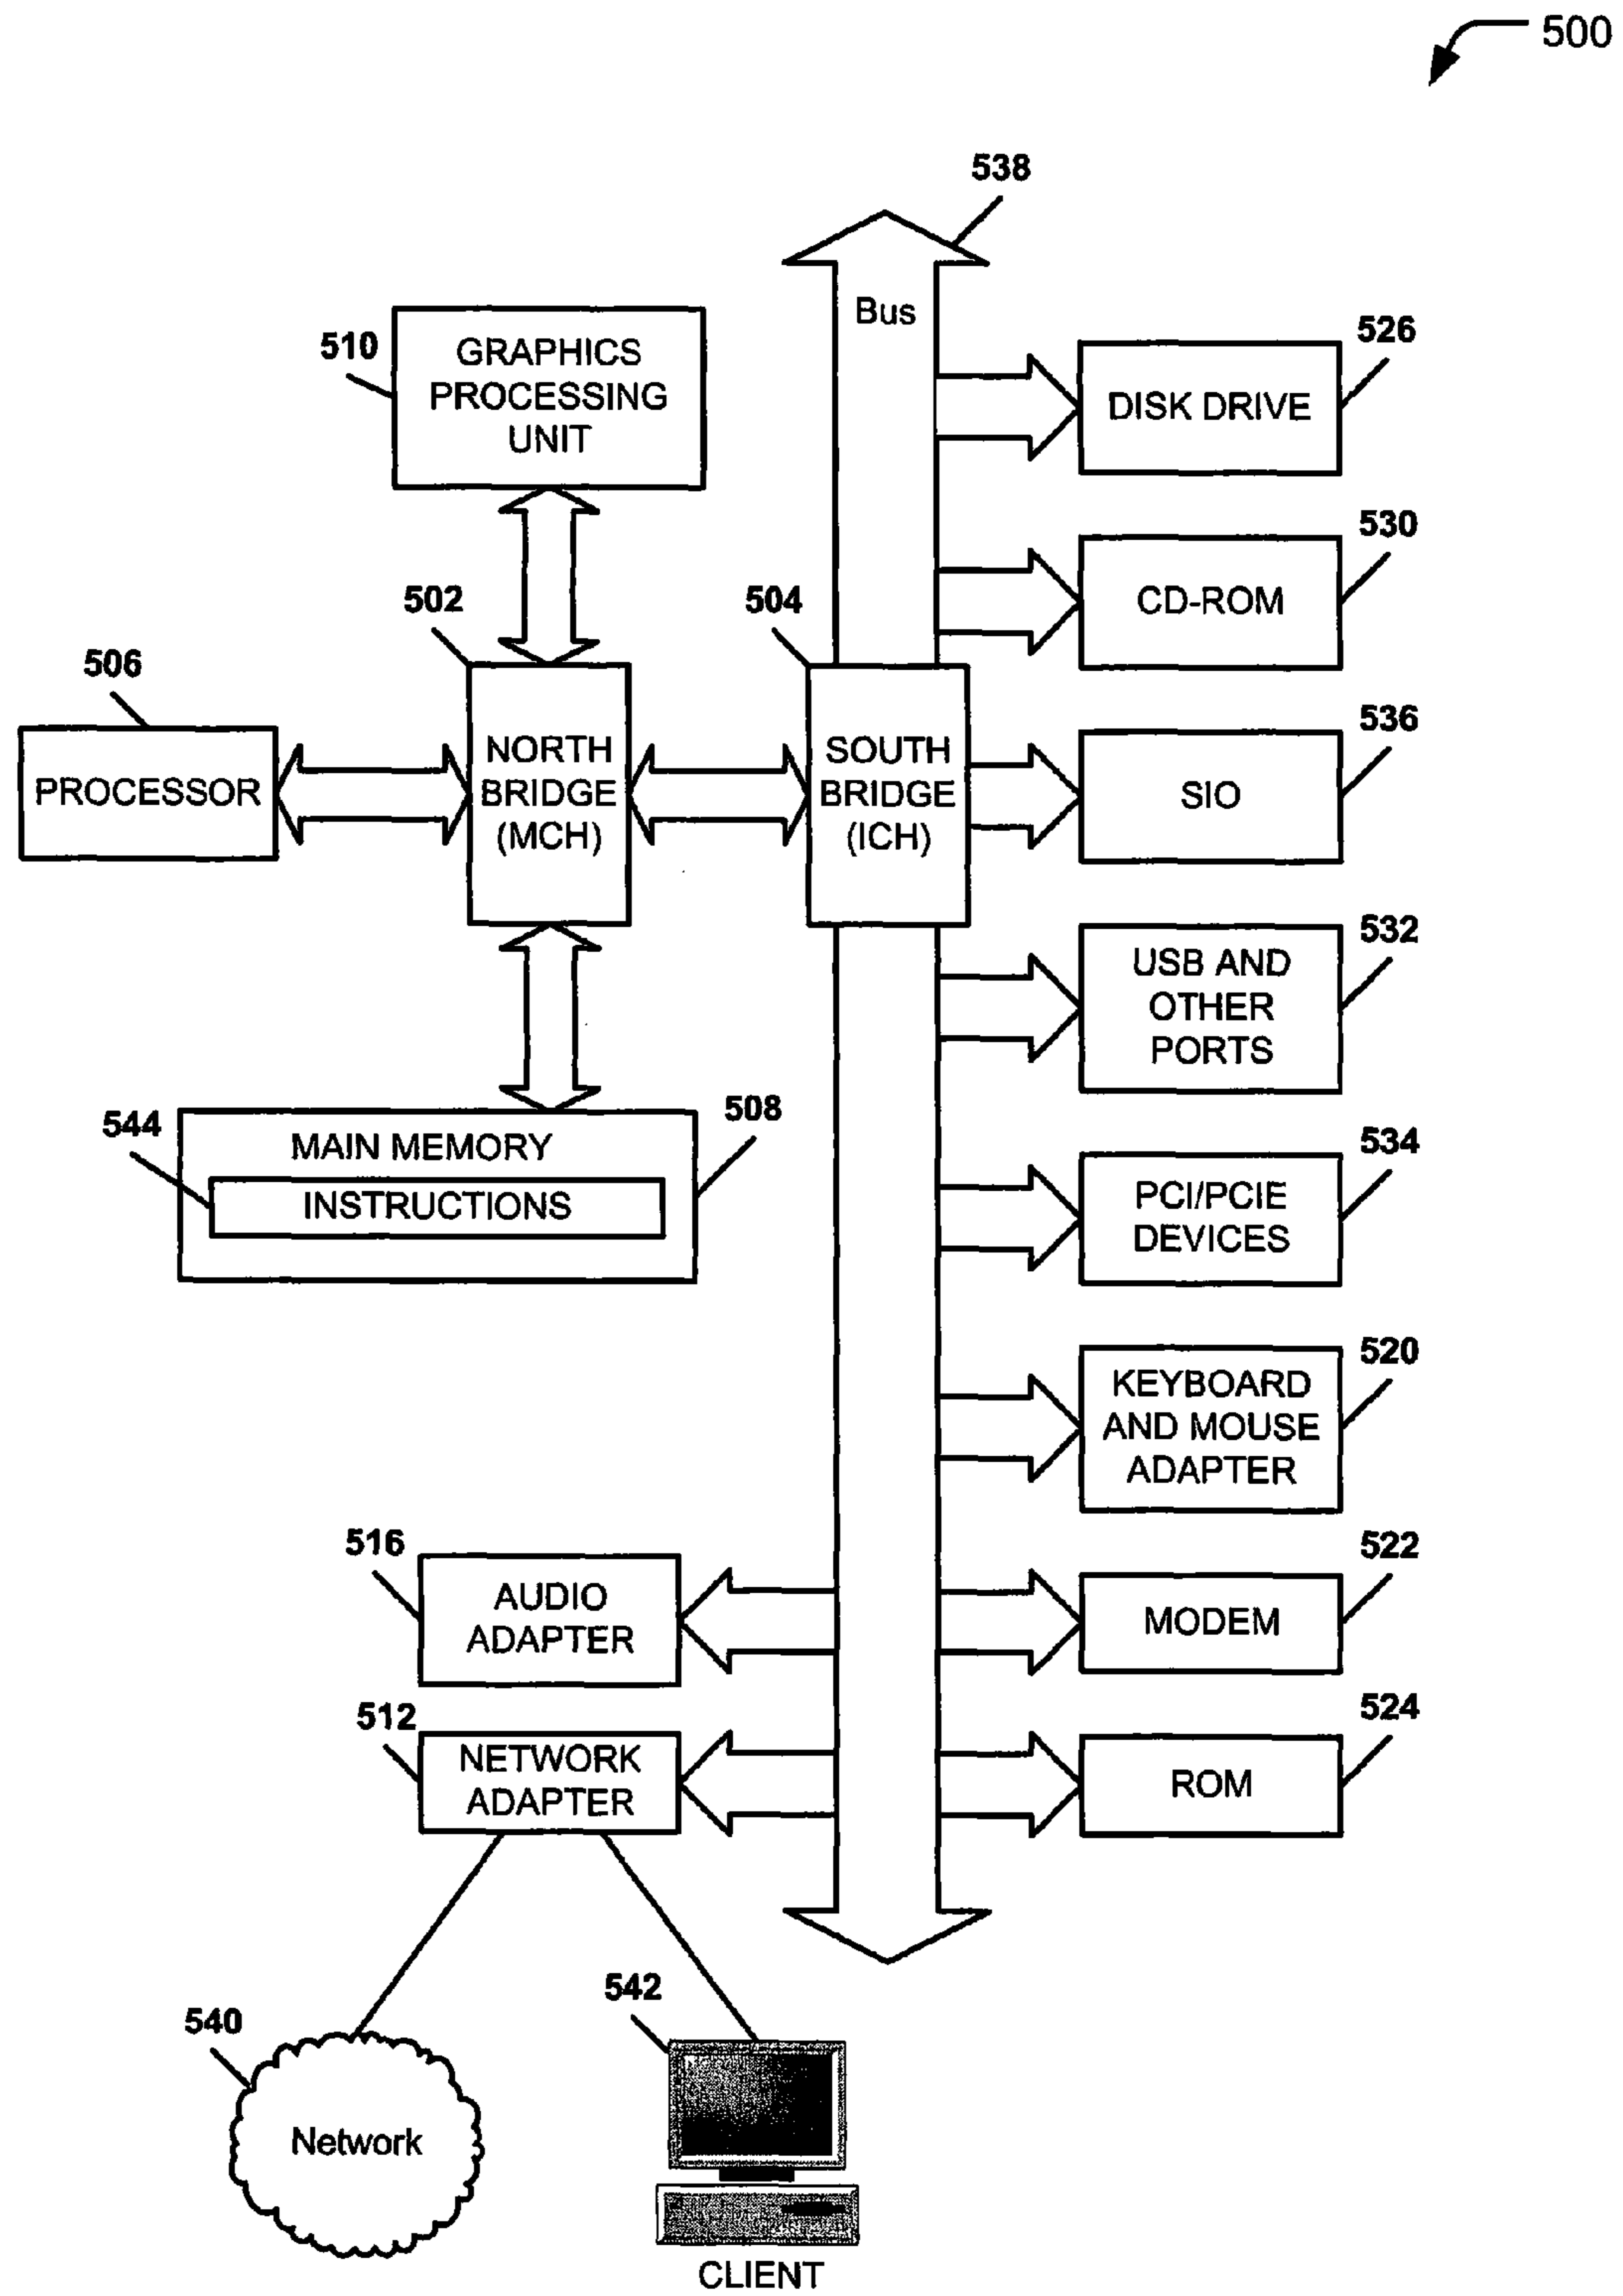 500
538
Bus
510
GRAPHICS
PROCESSING
UNIT
526
DISK DRIVE
530
CD-ROM
502
504
506
PROCESSOR
NORTH
BRIDGE
(MCH)
SOUTH
BRIDGE
(ICH)
536
SIO
532
USB AND
OTHER
PORTS
544
508
MAIN MEMORY
INSTRUCTIONS
534
PCI/PCIE
DEVICES
520
KEYBOARD
AND MOUSE
ADAPTER
516
AUDIO
ADAPTER
522
MODEM
512
NETWORK
ADAPTER
524
ROM
540
Network
542
CLIENT